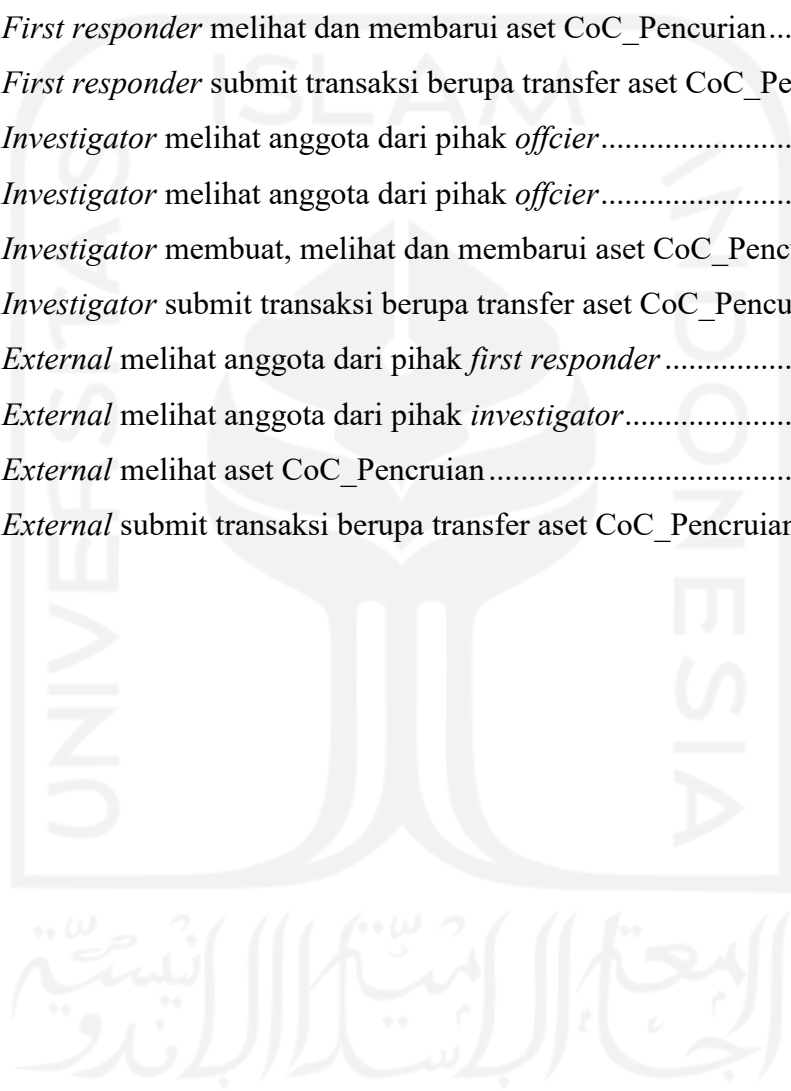 First responder melihat dan membarui aset CoC_Pencurian...
First responder submit transaksi berupa transfer aset CoC_Pe
Investigator melihat anggota dari pihak offcier........................
Investigator melihat anggota dari pihak offcier........................
Investigator membuat, melihat dan membarui aset CoC_Penc
Investigator submit transaksi berupa transfer aset CoC_Pencu
External melihat anggota dari pihak first responder................
External melihat anggota dari pihak investigator.....................
External melihat aset CoC_Pencruian......................................
External submit transaksi berupa transfer aset CoC_Pencruian
ISLAM
UNIVERSITAS
INDONESIA